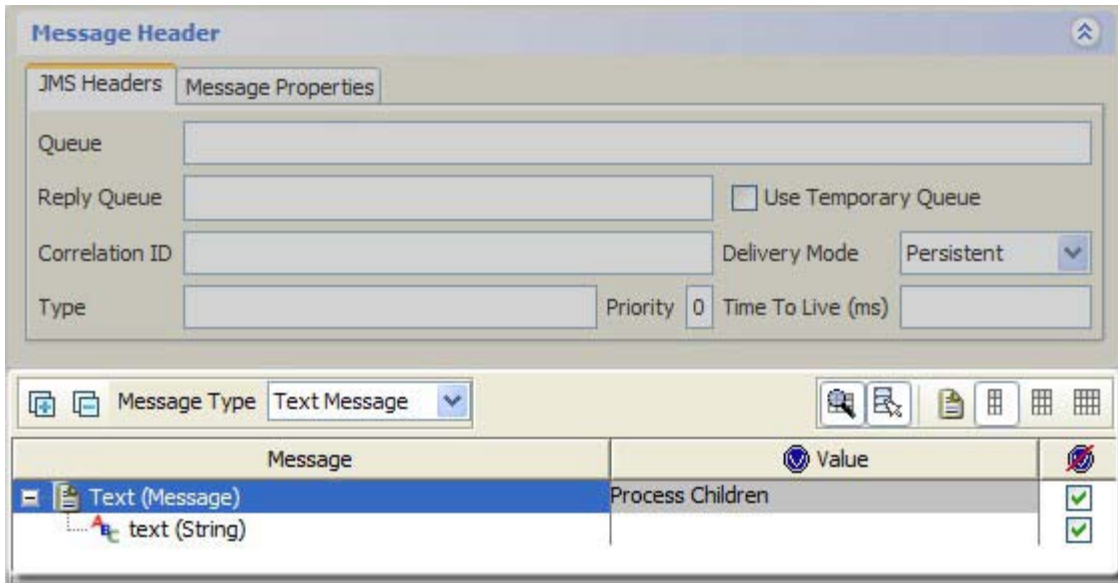 Message Header
JMS Headers Message Properties
Queue
Reply Queue Use Temporary Queue
Correlation ID Delivery Mode Persistent
Type Priority 0 Time To Live (ms)
Message Type Text Message
Message Value
Text (Message) Process Children
ABC text (String)